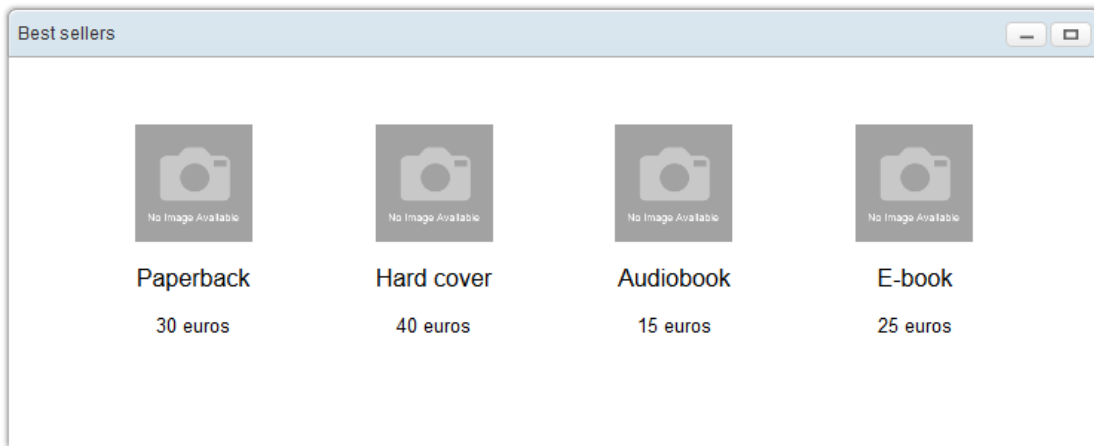 Best sellers
No Image Available No Image Available No Image Available No Image Available
Paperback Hard cover Audiobook E-book
30 euros 40 euros 15 euros 25 euros